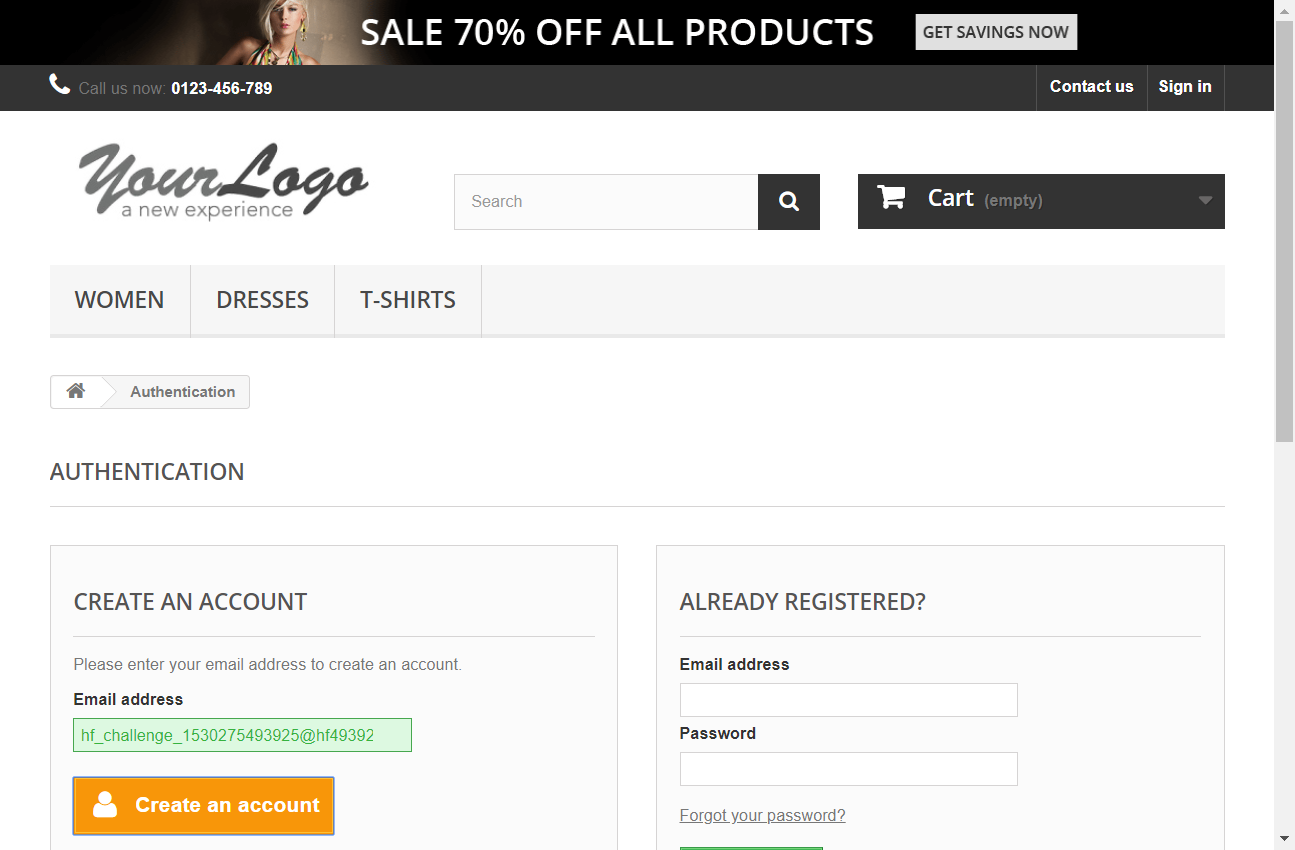 SALE 70% OFF ALL PRODUCTS
GET SAVINGS NOW
Call us now: 0123-456-789
Contact us
Sign in
Your Logo
a new experience
Search
Cart (empty)
WOMEN
DRESSES
T-SHIRTS
Authentication
AUTHENTICATION
CREATE AN ACCOUNT
Please enter your email address to create an account.
Email address
hf_challenge_1530275493925@hf49392
Create an account
ALREADY REGISTERED?
Email address
Password
Forgot your password?